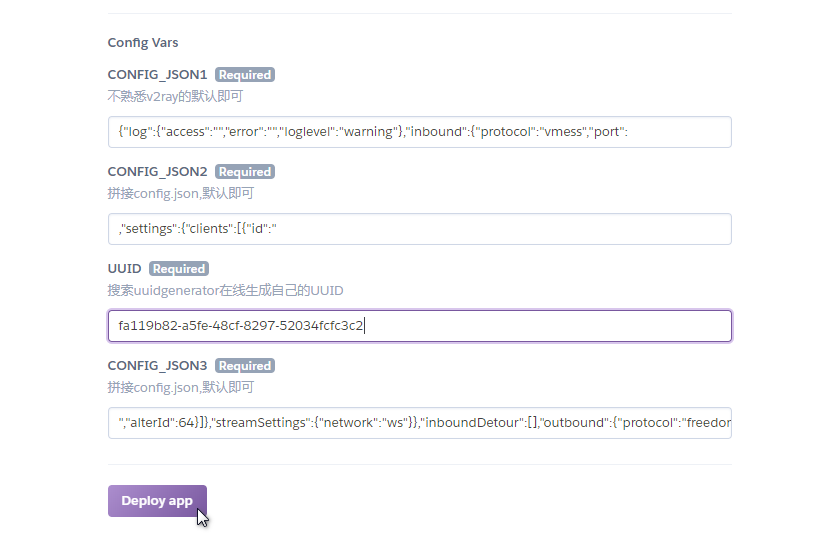 Config Vars
CONFIG_JSON1 Required
不熟悉v2ray的默认即可
{"log":{"access":"","error":"","loglevel":"warning"},"inbound":{"protocol":"vmess","port":
CONFIG_JSON2 Required
拼接config.json,默认即可
,"settings":{"clients":[{"id":"
UUID Required
搜索uuidgenerator在线生成自己的UUID
fa119b82-a5fe-48cf-8297-52034fcfc3c2
CONFIG_JSON3 Required
拼接config.json,默认即可
","alterId":64}]},"streamSettings":{"network":"ws"}},"inboundDetour":[],"outbound":{"protocol":"freedor
Deploy app